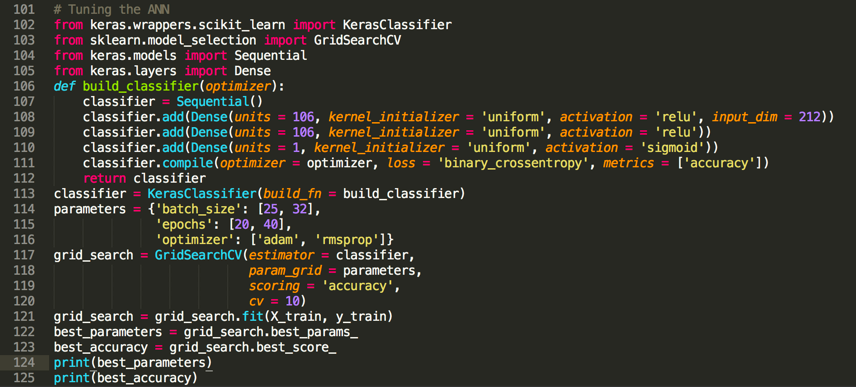 101 # Tuning the ANN
102 from keras.wrappers.scikit_learn import KerasClassifier
103 from sklearn.model_selection import GridSearchCV
104 from keras.models import Sequential
105 from keras.layers import Dense
106 def build_classifier(optimizer):
107     classifier = Sequential()
108     classifier.add(Dense(units = 106, kernel_initializer = 'uniform', activation = 'relu', input_dim = 212))
109     classifier.add(Dense(units = 106, kernel_initializer = 'uniform', activation = 'relu'))
110     classifier.add(Dense(units = 1, kernel_initializer = 'uniform', activation = 'sigmoid'))
111     classifier.compile(optimizer = optimizer, loss = 'binary_crossentropy', metrics = ['accuracy'])
112     return classifier
113 classifier = KerasClassifier(build_fn = build_classifier)
114 parameters = {'batch_size': [25, 32],
115               'epochs': [20, 40],
116               'optimizer': ['adam', 'rmsprop']}
117 grid_search = GridSearchCV(estimator = classifier,
118                            param_grid = parameters,
119                            scoring = 'accuracy',
120                            cv = 10)
121 grid_search = grid_search.fit(X_train, y_train)
122 best_parameters = grid_search.best_params_
123 best_accuracy = grid_search.best_score_
124 print(best_parameters)
125 print(best_accuracy)